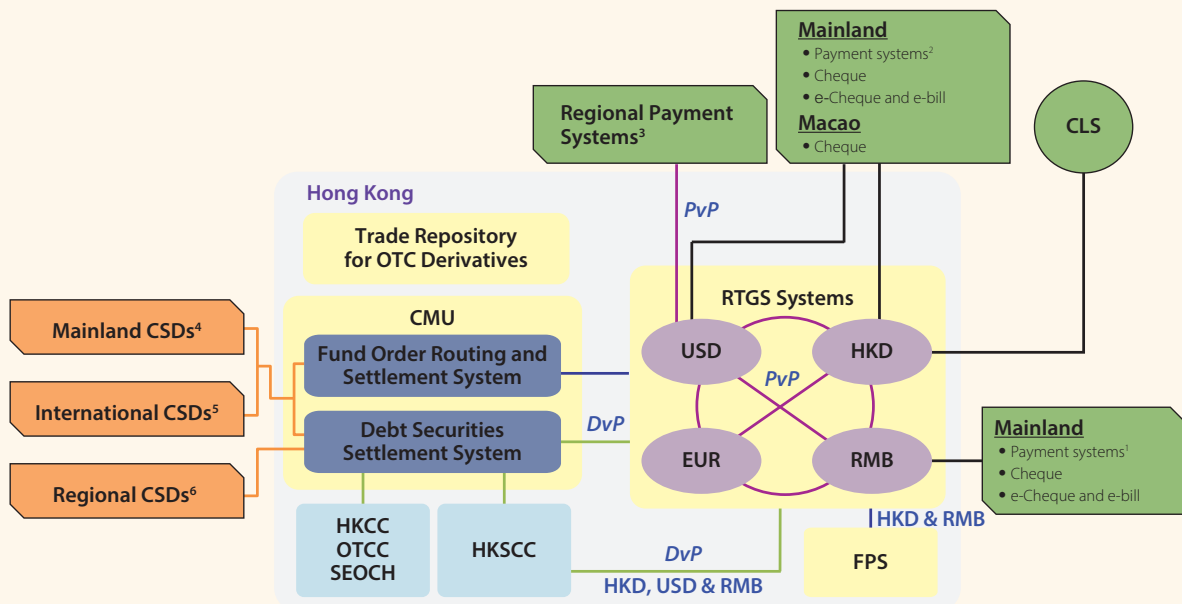 Mainland
• Payment systems²
• Cheque
• e-Cheque and e-bill
Macao
• Cheque
Regional Payment
Systems³
CLS
Hong Kong
PvP
Trade Repository
for OTC Derivatives
RTGS Systems
CMU
Mainland CSDs⁴
Fund Order Routing and
Settlement System
USD
HKD
PvP
International CSDs⁵
DvP
Debt Securities
Settlement System
EUR
RMB
Mainland
• Payment systems¹
• Cheque
• e-Cheque and e-bill
Regional CSDs⁶
HKCC
OTCC
SEOCH
HKSCC
DvP
HKD, USD & RMB
HKD & RMB
FPS